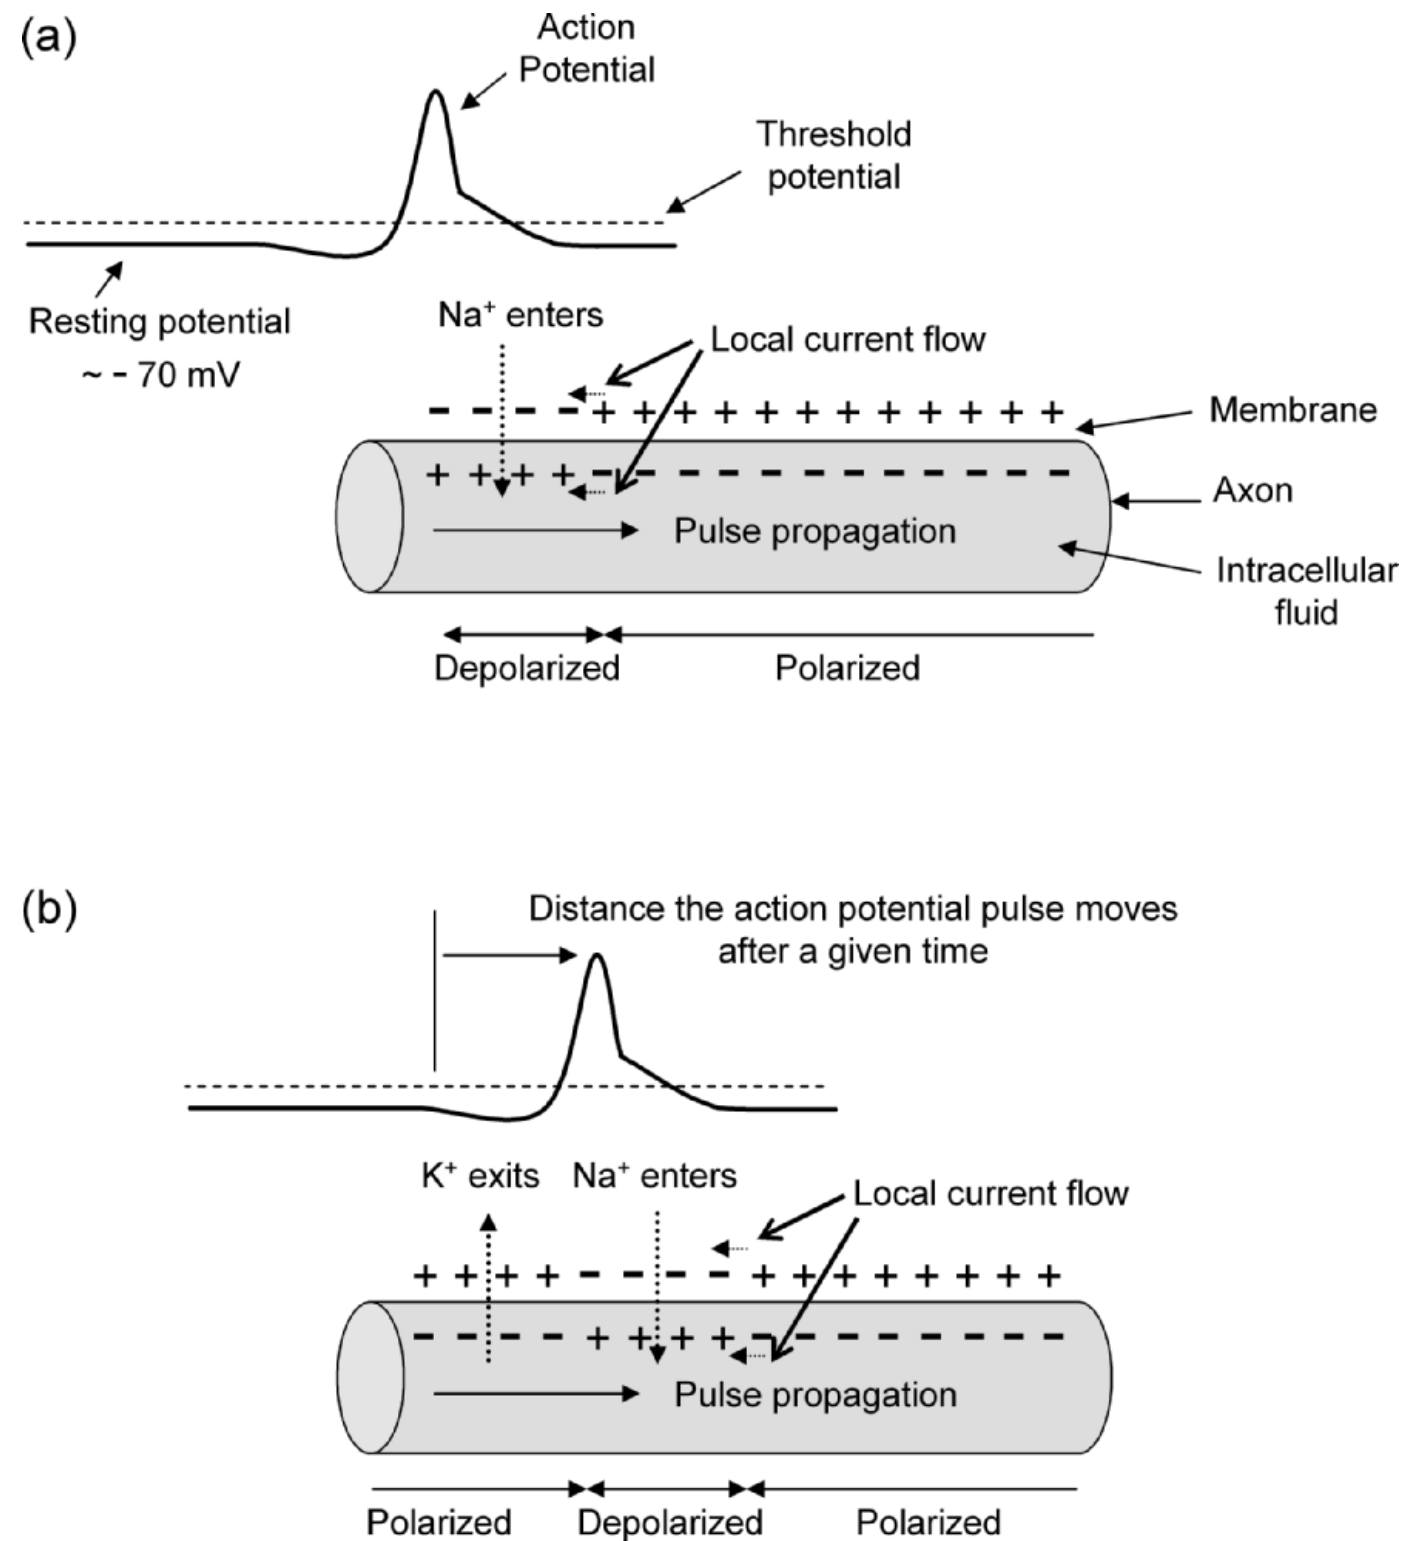 (a)
Action
Potential
Threshold
potential
Resting potential
~ - 70 mV
Na+ enters
Local current flow
- - - - + + + + + + + + + + + +
Membrane
+ + + + - - - - - - - - - - - -
Axon
Pulse propagation
Intracellular
fluid
Depolarized
Polarized
(b)
Distance the action potential pulse moves
after a given time
K+ exits
Na+ enters
Local current flow
+ + + + - - - - + + + + + + + +
- - - - + + + + - - - - - - - -
Pulse propagation
Polarized
Depolarized
Polarized